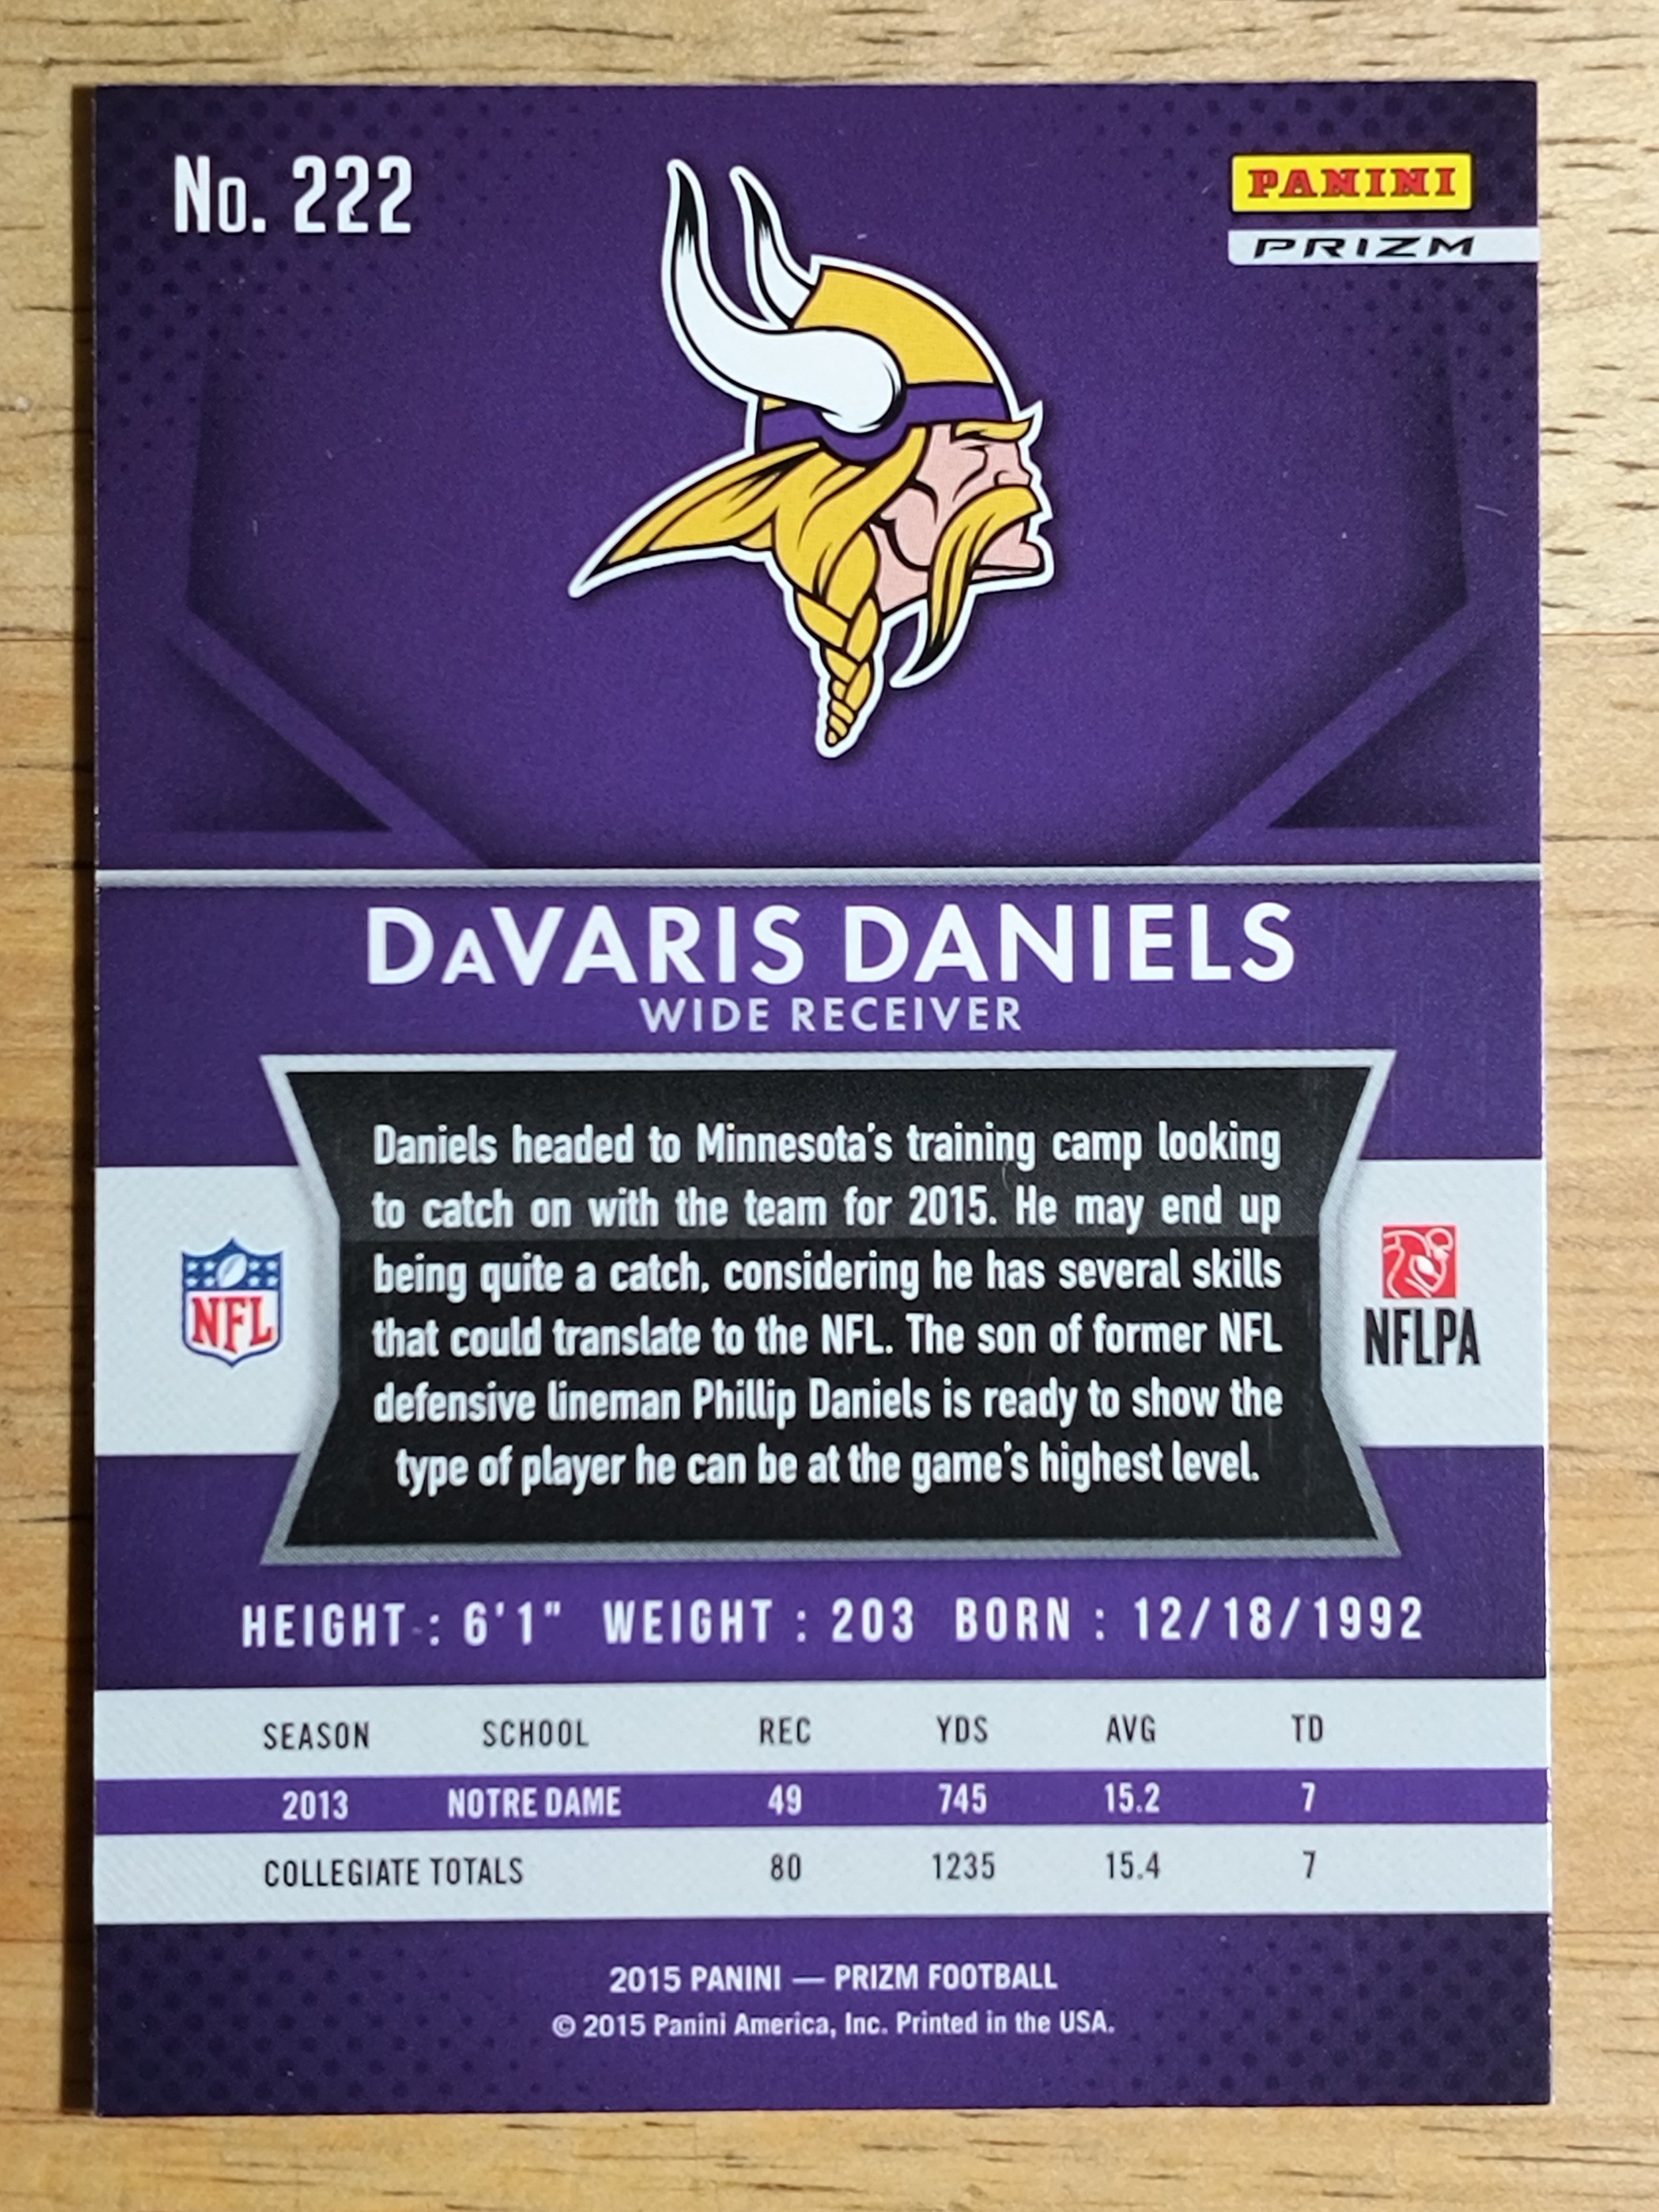 No. 222
PANINI
PRIZM
DaVARIS DANIELS
WIDE RECEIVER
Daniels headed to Minnesota's training camp looking
to catch on with the team for 2015. He may end up
being quite a catch, considering he has several skills
that could translate to the NFL. The son of former NFL
defensive lineman Phillip Daniels is ready to show the
type of player he can be at the game's highest level.
NFL
NFLPA
HEIGHT : 6'1" WEIGHT : 203 BORN : 12/18/1992
SEASON SCHOOL REC YDS AVG TD
2013 NOTRE DAME 49 745 15.2 7
COLLEGIATE TOTALS 80 1235 15.4 7
2015 PANINI — PRIZM FOOTBALL
© 2015 Panini America, Inc. Printed in the USA.